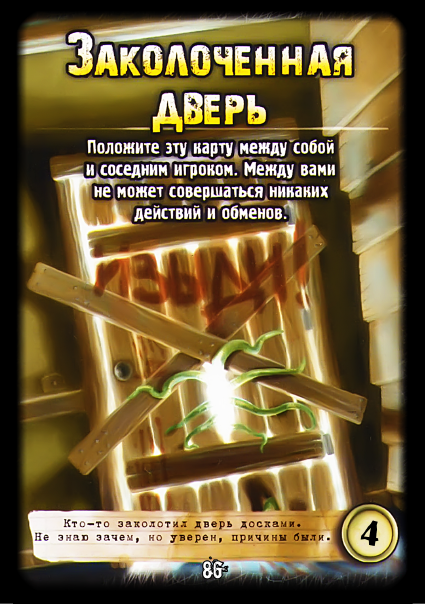 Заколоченная
дверь
Положите эту карту между собой
и соседним игроком. Между вами
не может совершаться никаких
действий и обменов.
ИЗЫДИ!
Кто-то заколотил дверь досками.
Не знаю зачем, но уверен, причины были.
4
86